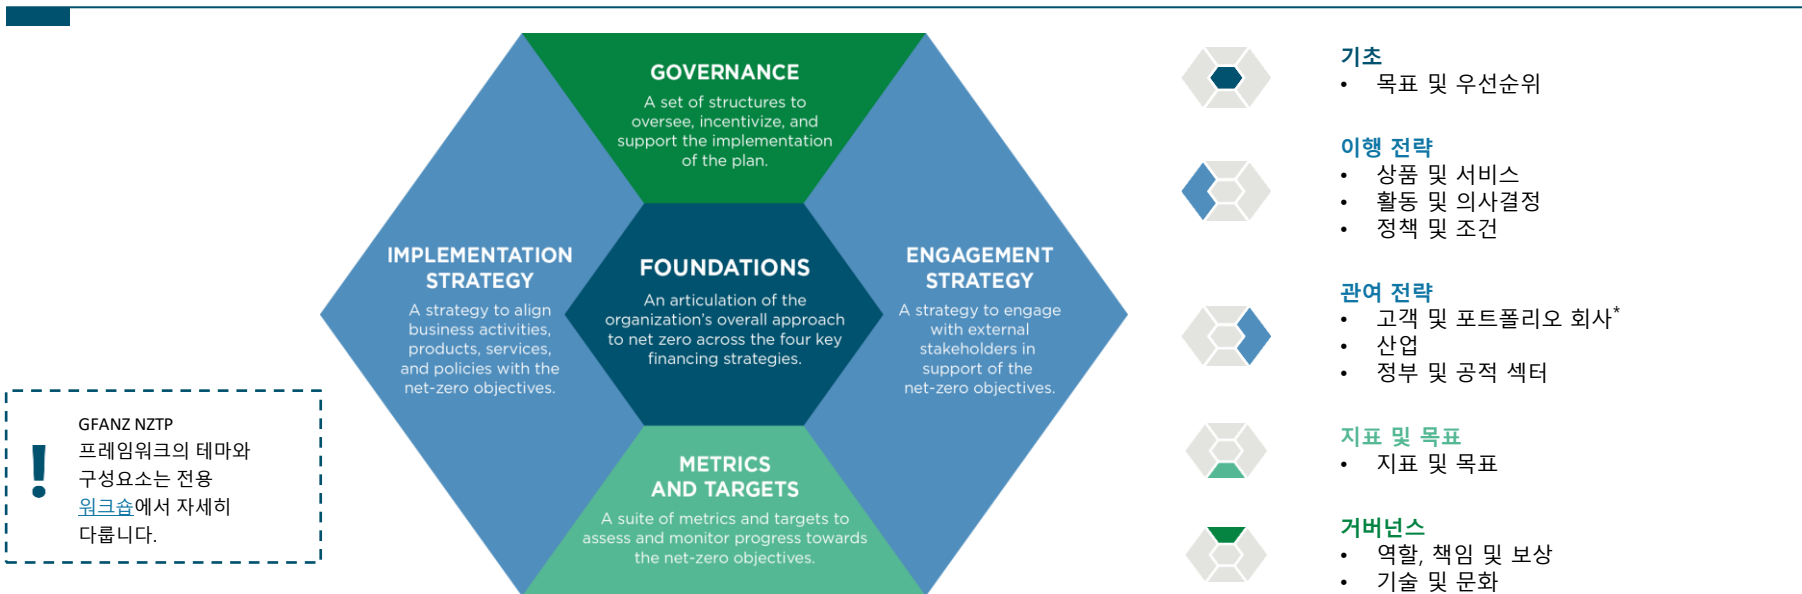 GOVERNANCE
A set of structures to
oversee, incentivize, and
support the implementation
of the plan.
IMPLEMENTATION
STRATEGY
A strategy to align
business activities,
products, services,
and policies with the
net-zero objectives.
FOUNDATIONS
An articulation of the
organization's overall approach
to net zero across the four key
financing strategies.
ENGAGEMENT
STRATEGY
A strategy to engage
with external
stakeholders in
support of the
net-zero objectives.
METRICS
AND TARGETS
A suite of metrics and targets to
assess and monitor progress towards
the net-zero objectives.
!
GFANZ NZTP
프레임워크의 테마와
구성요소는 전용
워크숍에서 자세히
다룹니다.
기초
• 목표 및 우선순위
이행 전략
• 상품 및 서비스
• 활동 및 의사결정
• 정책 및 조건
관여 전략
• 고객 및 포트폴리오 회사*
• 산업
• 정부 및 공적 섹터
지표 및 목표
• 지표 및 목표
거버넌스
• 역할, 책임 및 보상
• 기술 및 문화